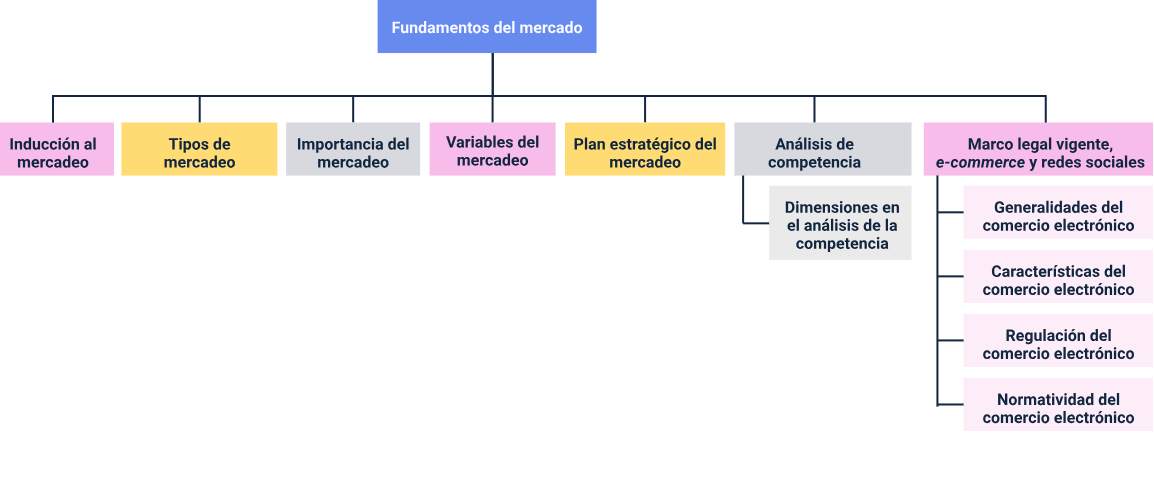 Fundamentos del mercado
Inducción al
mercadeo
Tipos de
mercadeo
Importancia del
mercadeo
Variables del
mercadeo
Plan estratégico del
mercadeo
Análisis de
competencia
Dimensiones en
el análisis de la
competencia
Marco legal vigente,
e-commerce y redes sociales
Generalidades del
comercio electrónico
Características del
comercio electrónico
Regulación del
comercio electrónico
Normatividad del
comercio electrónico